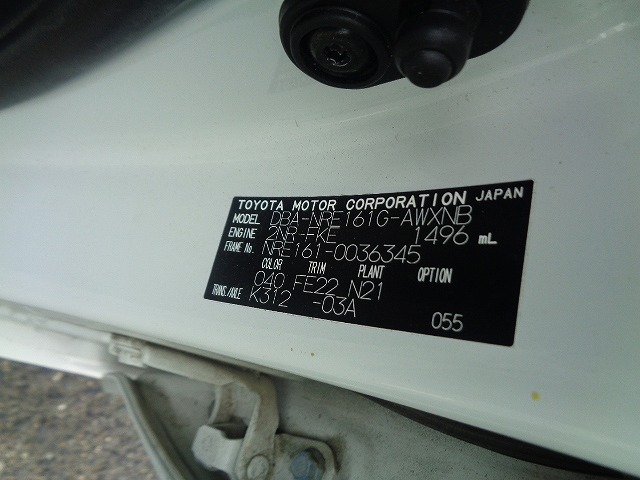 TOYOTA MOTOR CORPORATION JAPAN
MODEL DBA-NRE161G-AWXNB
ENGINE 2NR-FKE 1496 mL
FRAME No. NRE161-0036345
COLOR TRIM PLANT OPTION
040 FE22 N21
TRANS./AXLE K312 -03A
055